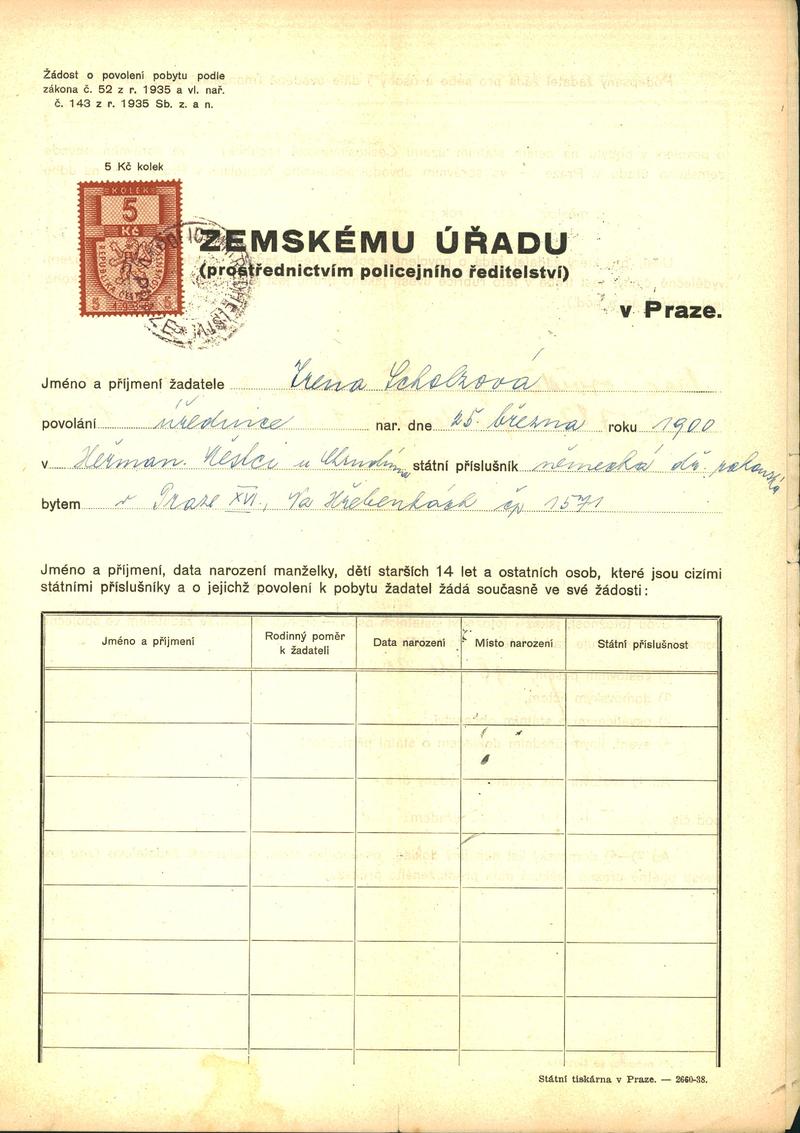 Žádost o povolení pobytu podle
zákona č. 52 z r. 1935 a vl. nař.
č. 143 z r. 1935 Sb. z. a n.
5 Kč kolek
KOLEK
5
Kč
5 5
ZEMSKÉMU ÚŘADU
(prostřednictvím policejního ředitelství)
v Praze.
Jméno a příjmení žadatele Irena Scholzová
povolání úřednice nar. dne 25. března roku 1900
v Heřman. Městci u Chrudima státní příslušník německá dř. rakouská
bytem v Praze XVI., Na Hřebenkách čp 1571
Jméno a příjmení, data narození manželky, dětí starších 14 let a ostatních osob, které jsou cizími
státními příslušníky a o jejichž povolení k pobytu žadatel žádá současně ve své žádosti:
Jméno a příjmení
Rodinný poměr
k žadateli
Data narození
Místo narození
Státní příslušnost
Státní tiskárna v Praze. — 2660-38.